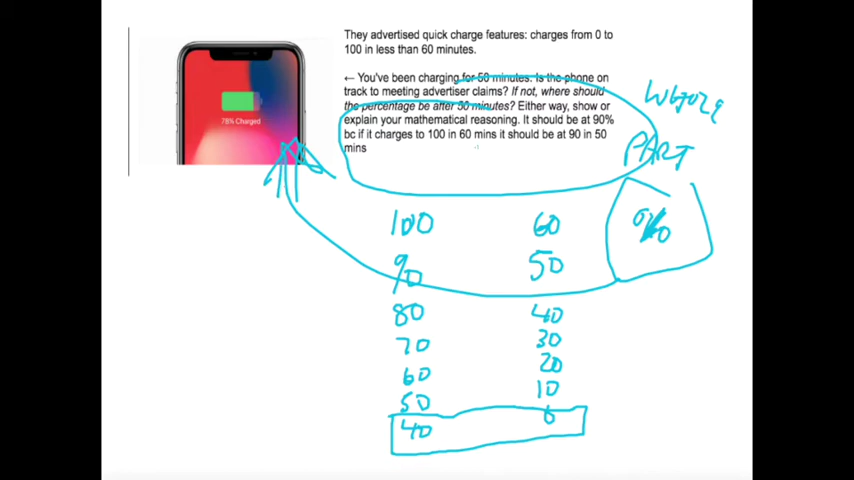 They advertised quick charge features: charges from 0 to
100 in less than 60 minutes.
← You've been charging for 50 minutes. Is the phone on
track to meeting advertiser claims? If not, where should
the percentage be after 50 minutes? Either way, show or
explain your mathematical reasoning. It should be at 90%
bc if it charges to 100 in 60 mins it should be at 90 in 50
mins
78% Charged
PART
%
100 60
90 50
80 40
70 30
60 20
50 10
40 0